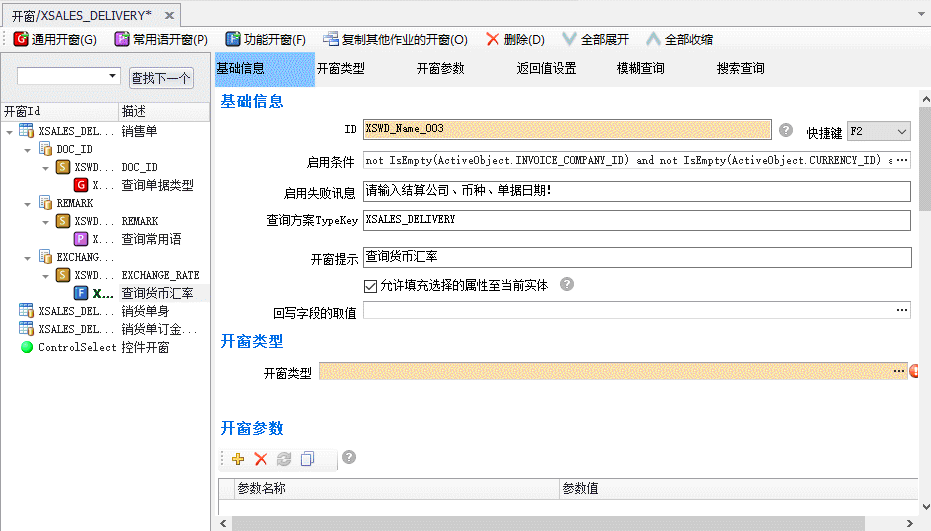 开窗/XSALES_DELIVERY*
通用开窗(G) 常用语开窗(P) 功能开窗(F) 复制其他作业的开窗(O) 删除(D) 全部展开 全部收缩
查找下一个
开窗Id 描述
XSALES_DEL... 销售单
DOC_ID
XSWD... DOC_ID
G X... 查询单据类型
REMARK
XSWD... REMARK
P X... 查询常用语
EXCHANG...
XSWD... EXCHANGE_RATE
F X... 查询货币汇率
XSALES_DEL... 销货单身
XSALES_DEL... 销货单订金...
ControlSelect 控件开窗
基础信息 开窗类型 开窗参数 返回值设置 模糊查询 搜索查询
基础信息
ID XSWD_Name_003 快捷键 F2
启用条件 not IsEmpty(ActiveObject.INVOICE_COMPANY_ID) and not IsEmpty(ActiveObject.CURRENCY_ID) ...
启用失败讯息 请输入结算公司、币种、单据日期!
查询方案TypeKey XSALES_DELIVERY
开窗提示 查询货币汇率
允许填充选择的属性至当前实体
回写字段的取值 ...
开窗类型
开窗类型 ...
开窗参数
参数名称 参数值